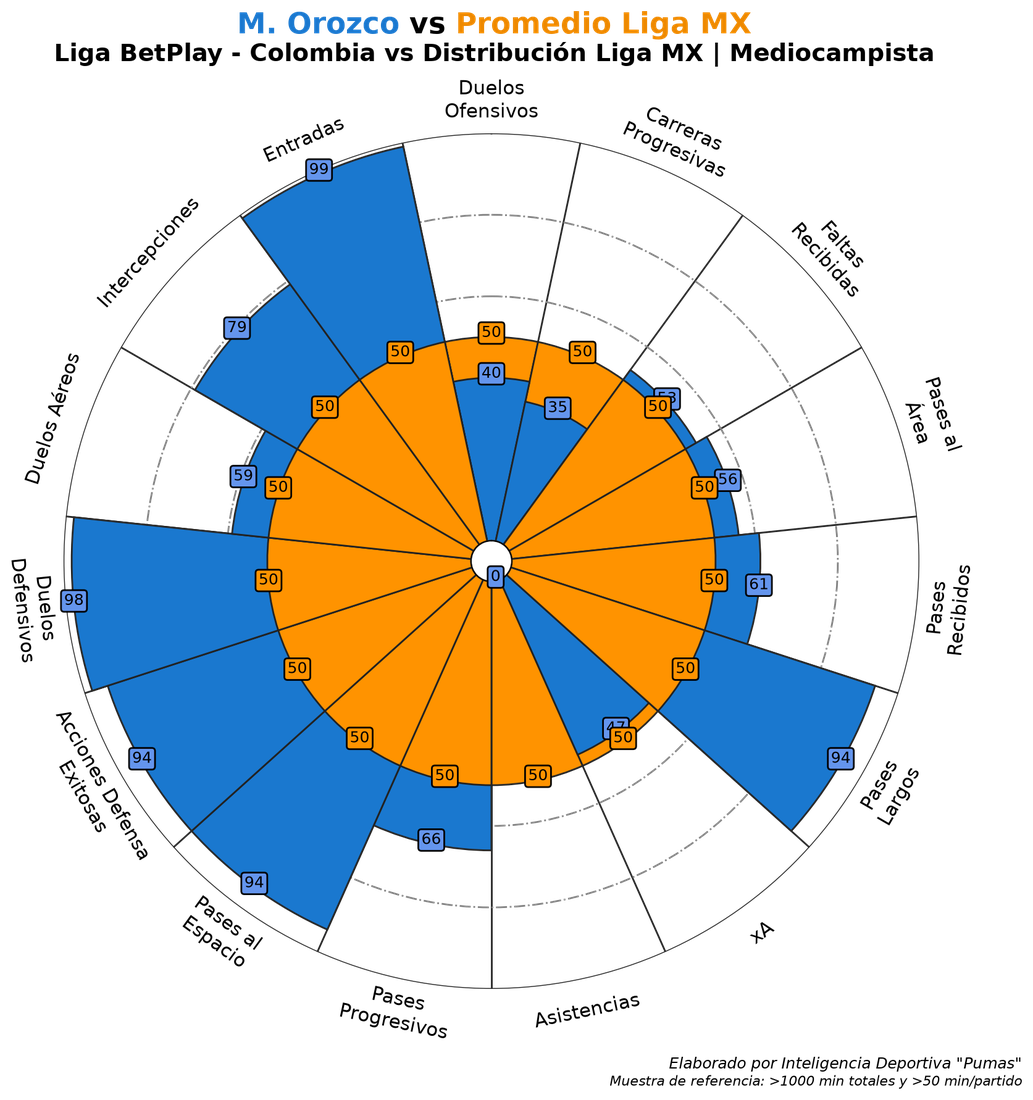 M. Orozco vs Promedio Liga MX
Liga BetPlay - Colombia vs Distribución Liga MX | Mediocampista
Duelos
Ofensivos
Carreras
Progresivas
Faltas
Recibidas
Pases al
Área
Pases
Recibidos
Pases
Largos
xA
Asistencias
Pases
Progresivos
Pases al
Espacio
Acciones Defensa
Exitosas
Duelos
Defensivos
Duelos Aéreos
Intercepciones
Entradas
40
50
35
50
53
50
56
50
61
50
94
50
47
50
0
50
66
50
94
50
94
50
98
50
59
50
79
50
99
50
Elaborado por Inteligencia Deportiva "Pumas"
Muestra de referencia: >1000 min totales y >50 min/partido